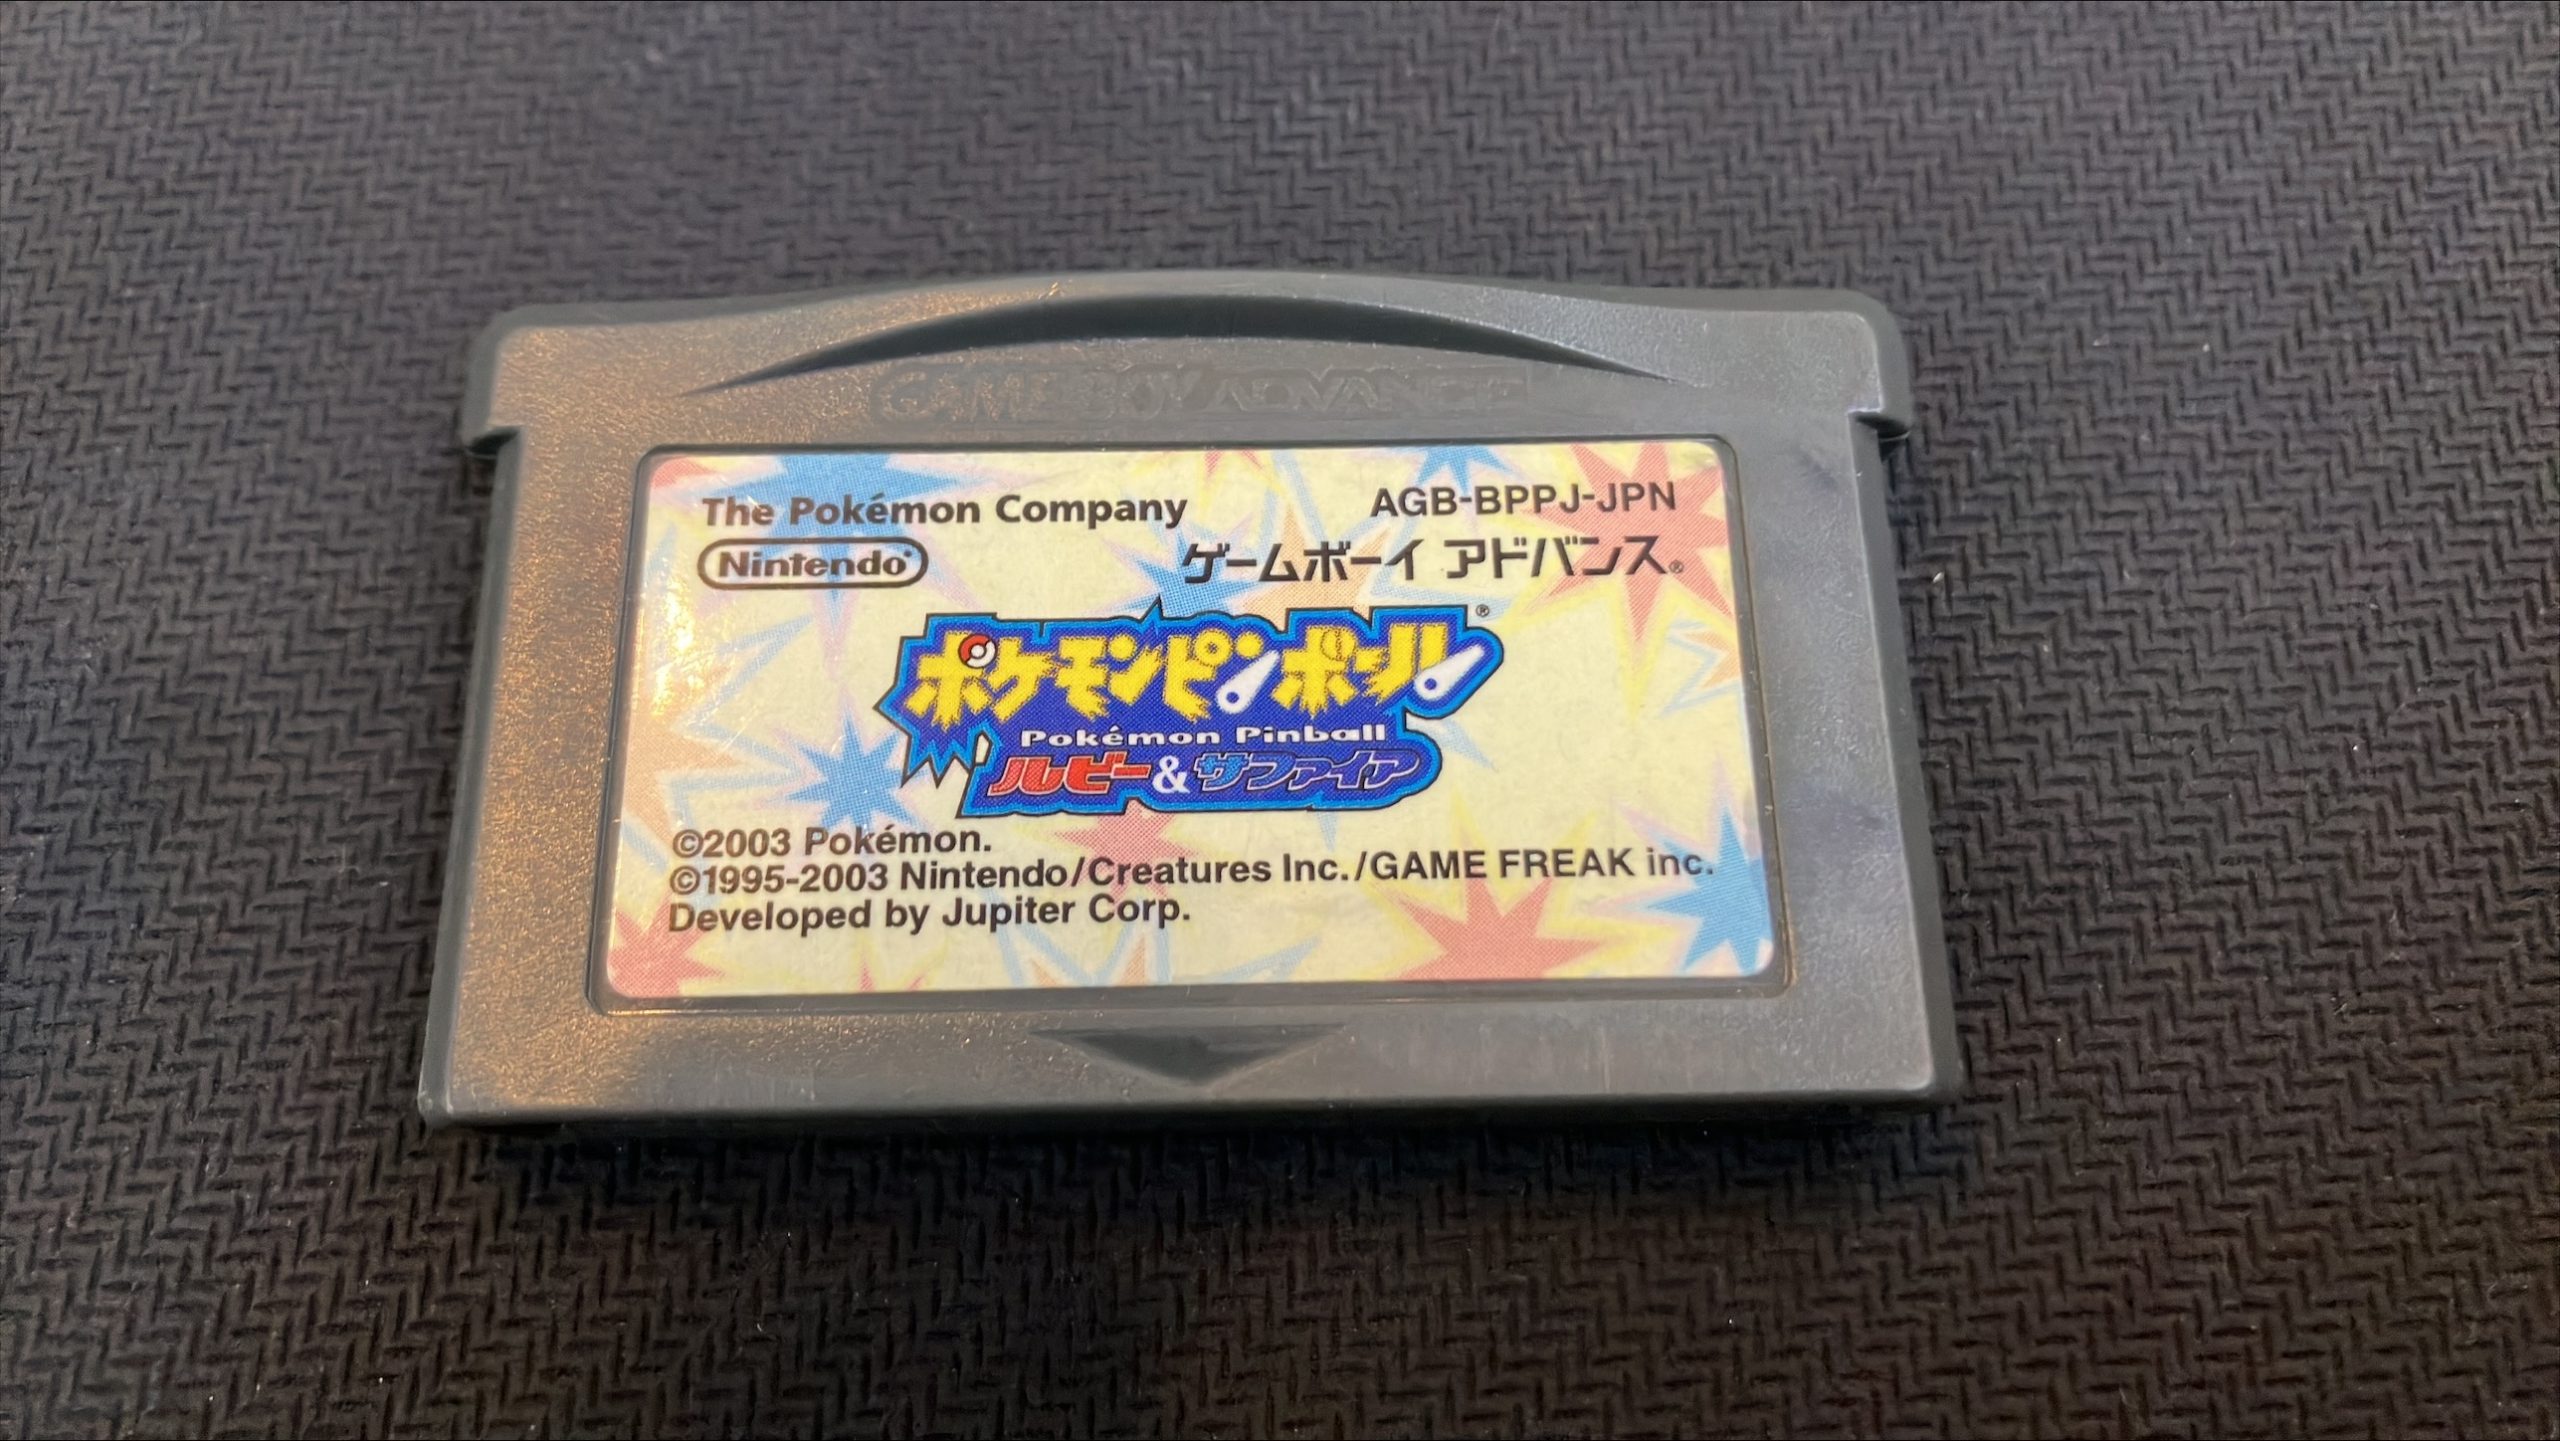 GAME BOY ADVANCE
The Pokémon Company
AGB-BPPJ-JPN
Nintendo®
ゲームボーイ アドバンス®
ポケモンピンボール®
Pokémon Pinball
ルビー&サファイア
©2003 Pokémon.
©1995-2003 Nintendo/Creatures Inc./GAME FREAK inc.
Developed by Jupiter Corp.